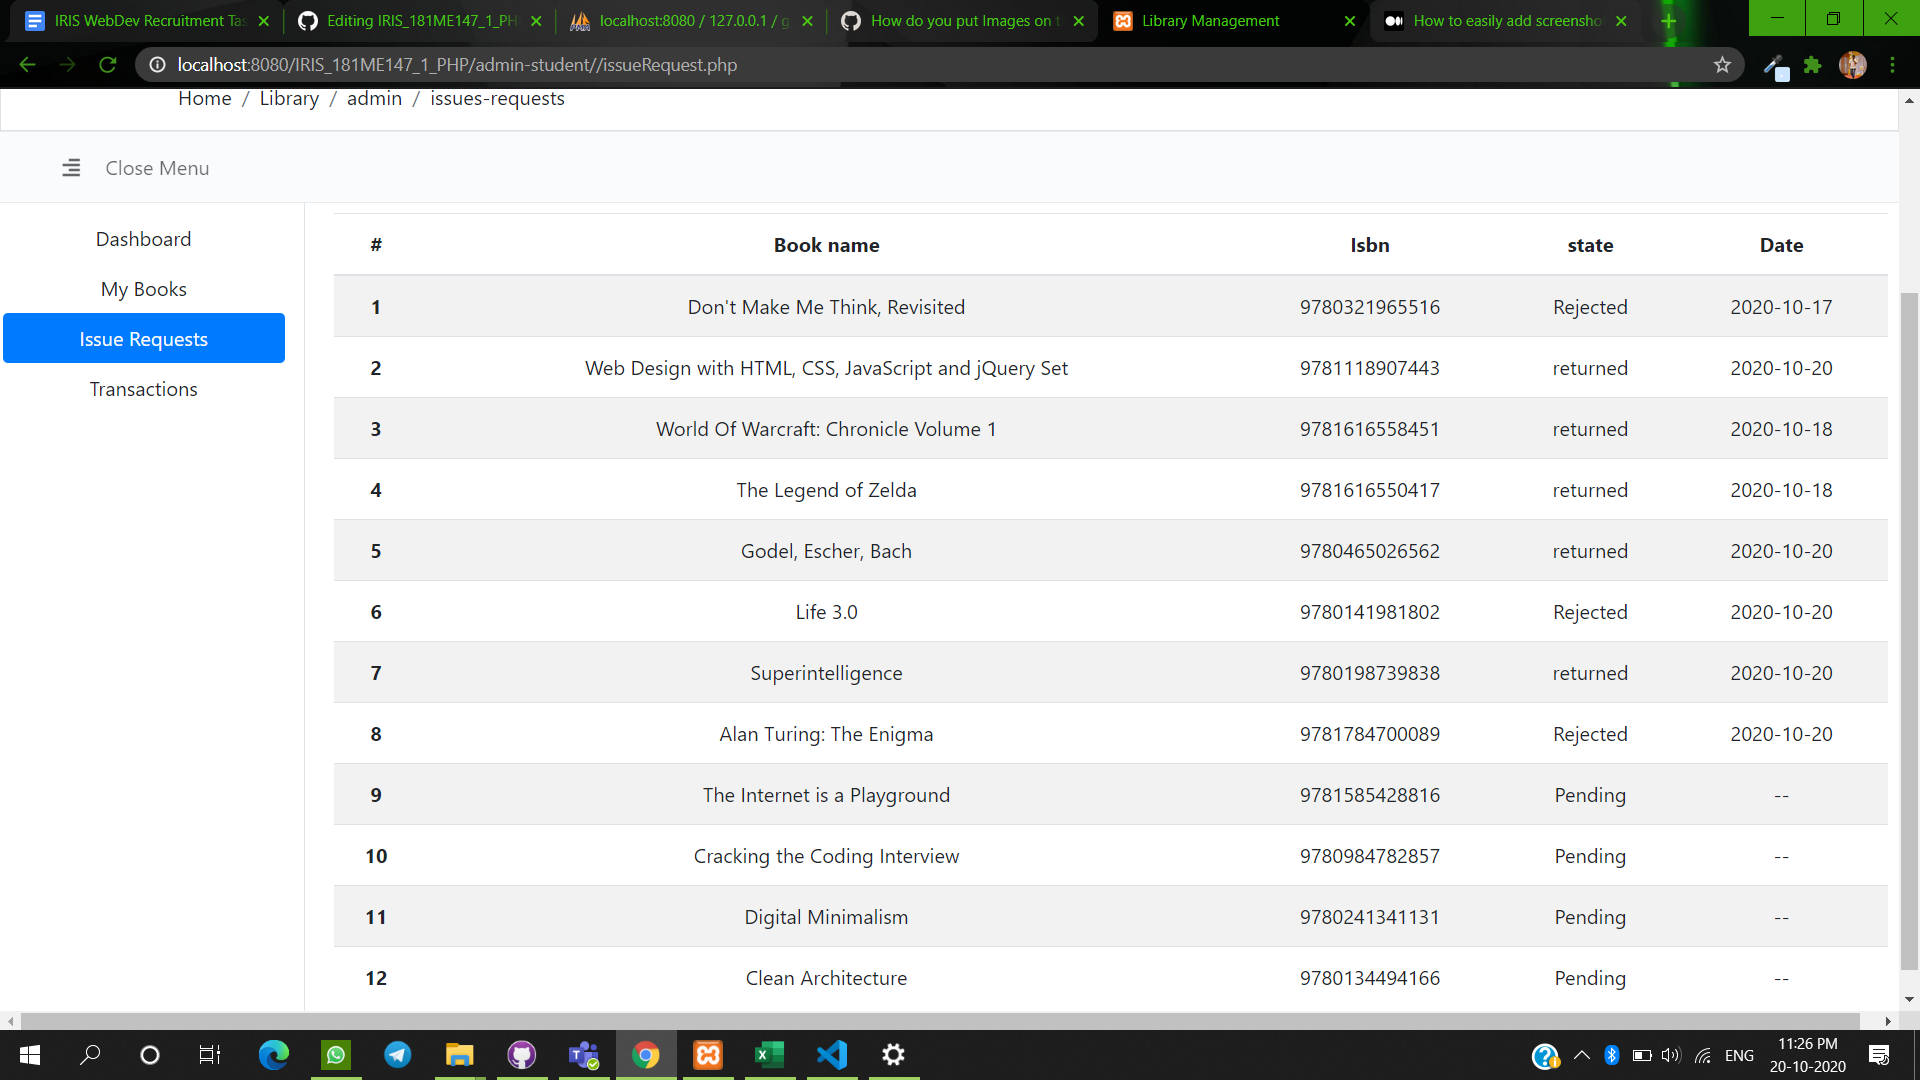 IRIS WebDev Recruitment Tas
Editing IRIS_181ME147_1_PH
localhost:8080 / 127.0.0.1 / g
How do you put Images on t
Library Management
How to easily add screensho
localhost:8080/IRIS_181ME147_1_PHP/admin-student//issueRequest.php
Home / Library / admin / issues-requests
Close Menu
Dashboard
My Books
Issue Requests
Transactions
# Book name Isbn state Date
1 Don't Make Me Think, Revisited 9780321965516 Rejected 2020-10-17
2 Web Design with HTML, CSS, JavaScript and jQuery Set 9781118907443 returned 2020-10-20
3 World Of Warcraft: Chronicle Volume 1 9781616558451 returned 2020-10-18
4 The Legend of Zelda 9781616550417 returned 2020-10-18
5 Godel, Escher, Bach 9780465026562 returned 2020-10-20
6 Life 3.0 9780141981802 Rejected 2020-10-20
7 Superintelligence 9780198739838 returned 2020-10-20
8 Alan Turing: The Enigma 9781784700089 Rejected 2020-10-20
9 The Internet is a Playground 9781585428816 Pending --
10 Cracking the Coding Interview 9780984782857 Pending --
11 Digital Minimalism 9780241341131 Pending --
12 Clean Architecture 9780134494166 Pending --
ENG
11:26 PM
20-10-2020